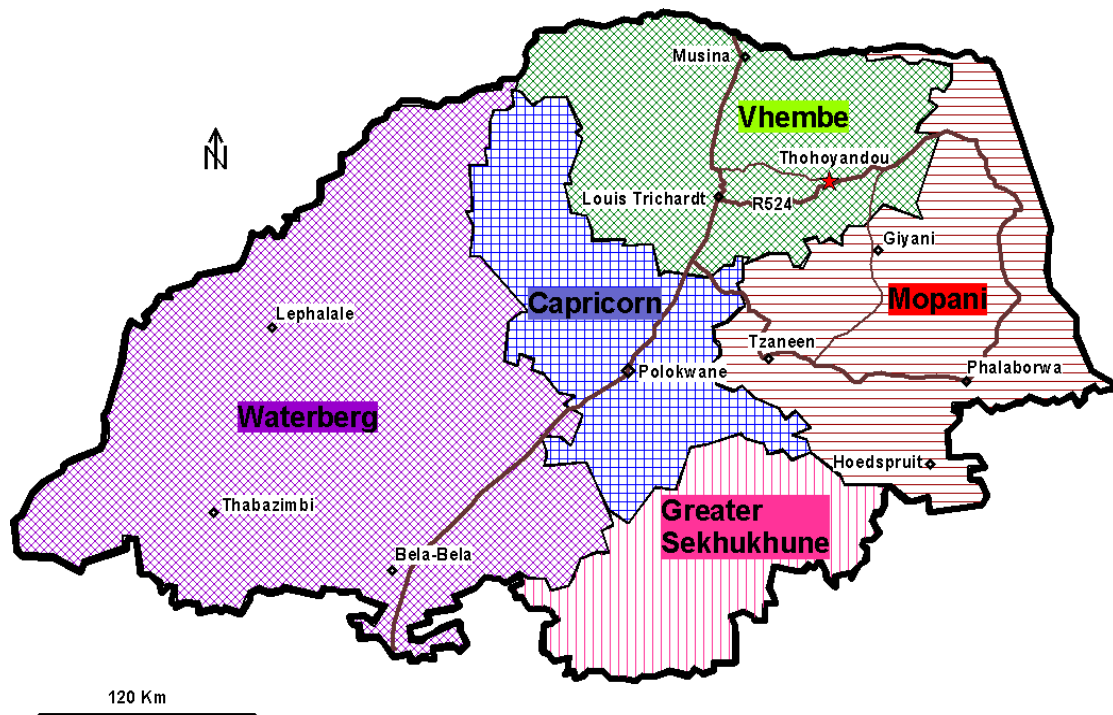 Musina
Vhembe
N
Thohoyandou
Louis Trichardt
R524
Giyani
Capricorn
Mopani
Lephalale
Tzaneen
Polokwane
Phalaborwa
Waterberg
Hoedspruit
Thabazimbi
Greater
Sekhukhune
Bela-Bela
120 Km